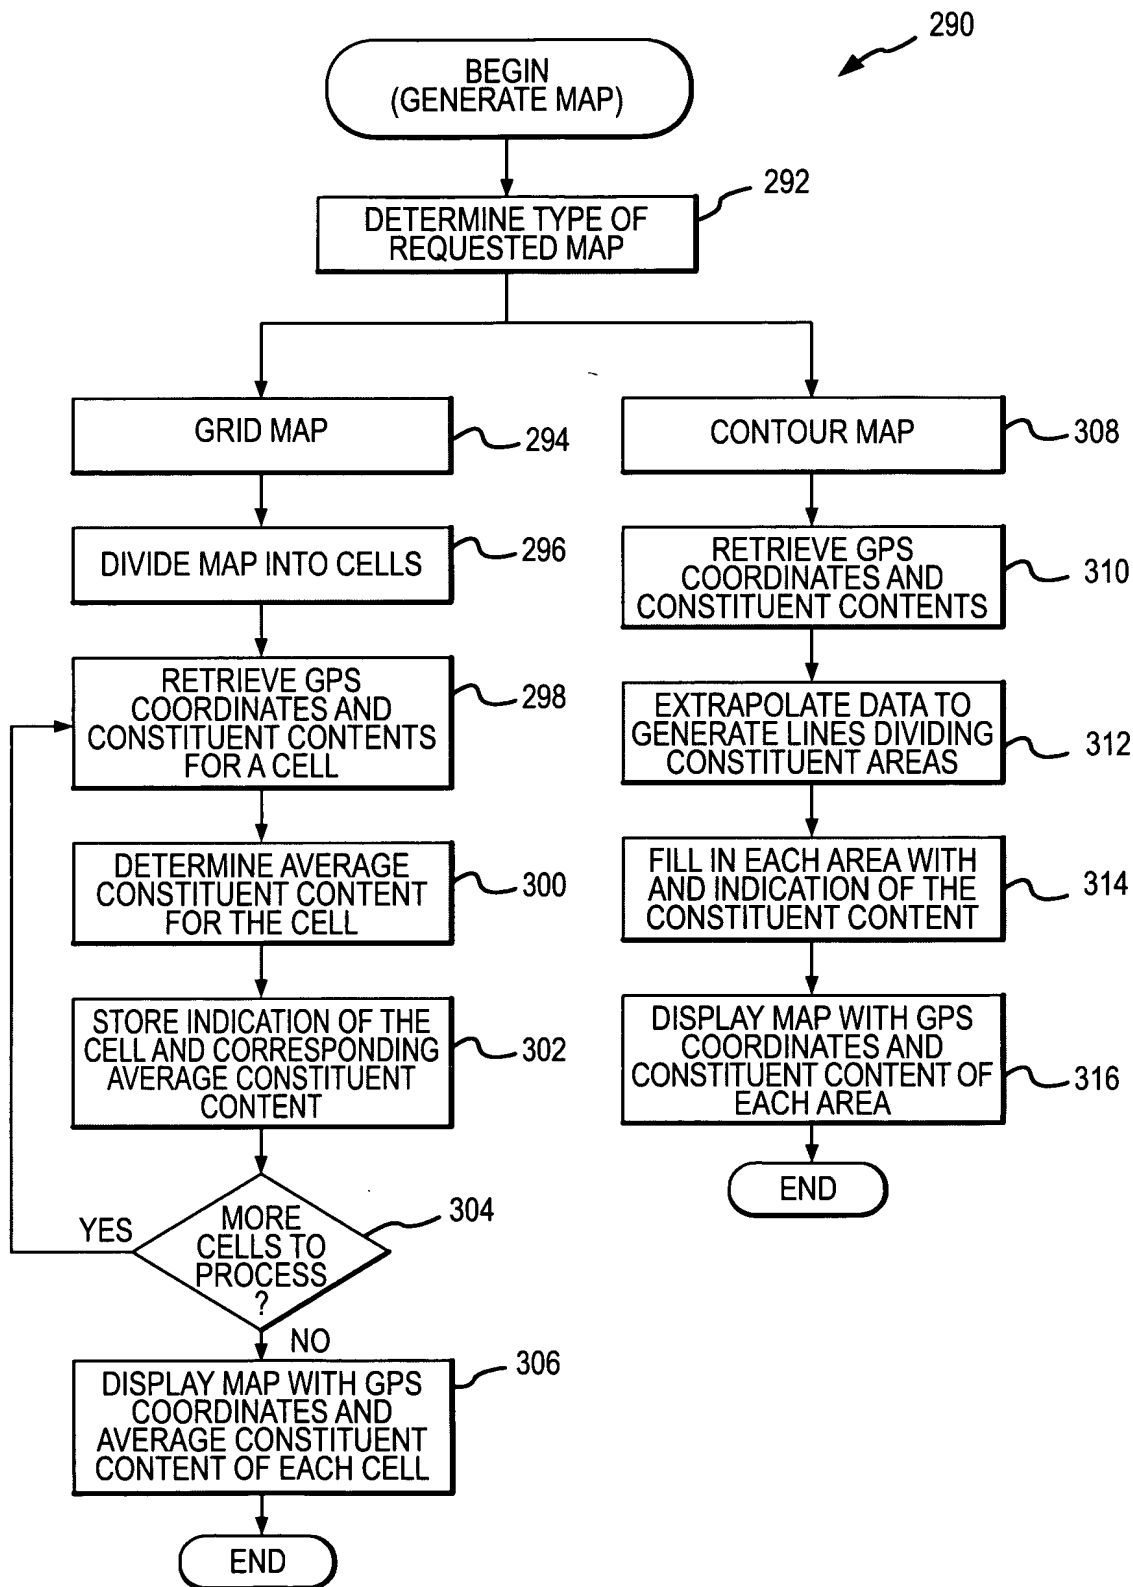 290
BEGIN
(GENERATE MAP)
292
DETERMINE TYPE OF
REQUESTED MAP
GRID MAP
294
DIVIDE MAP INTO CELLS
296
RETRIEVE GPS
COORDINATES AND
CONSTITUENT CONTENTS
FOR A CELL
298
DETERMINE AVERAGE
CONSTITUENT CONTENT
FOR THE CELL
300
STORE INDICATION OF THE
CELL AND CORRESPONDING
AVERAGE CONSTITUENT
CONTENT
302
YES
MORE
CELLS TO
PROCESS
?
304
NO
DISPLAY MAP WITH GPS
COORDINATES AND
AVERAGE CONSTITUENT
CONTENT OF EACH CELL
306
END
CONTOUR MAP
308
RETRIEVE GPS
COORDINATES AND
CONSTITUENT CONTENTS
310
EXTRAPOLATE DATA TO
GENERATE LINES DIVIDING
CONSTITUENT AREAS
312
FILL IN EACH AREA WITH
AND INDICATION OF THE
CONSTITUENT CONTENT
314
DISPLAY MAP WITH GPS
COORDINATES AND
CONSTITUENT CONTENT OF
EACH AREA
316
END